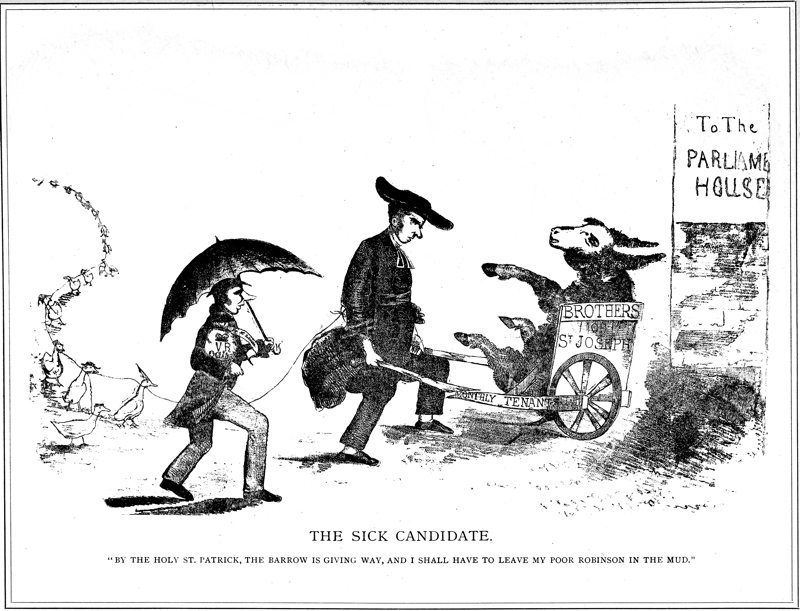 To The
PARLIAME
HOUSE
BROTHERS
ST JOSEPH
MONTHLY TENANTS
V R
THE SICK CANDIDATE.
"BY THE HOLY ST. PATRICK, THE BARROW IS GIVING WAY, AND I SHALL HAVE TO LEAVE MY POOR ROBINSON IN THE MUD."